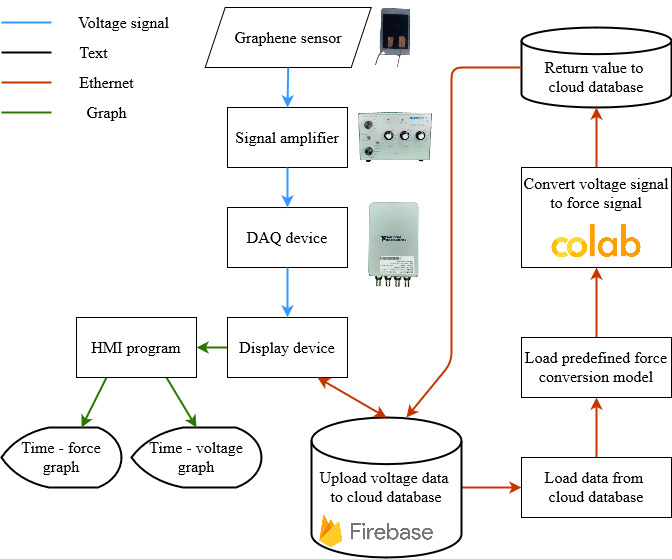 Voltage signal
Text
Ethernet
Graph
Graphene sensor
Signal amplifier
DAQ device
HMI program
Display device
Time - force
graph
Time - voltage
graph
Upload voltage data
to cloud database
Firebase
Load data from
cloud database
Load predefined force
conversion model
Convert voltage signal
to force signal
colab
Return value to
cloud database